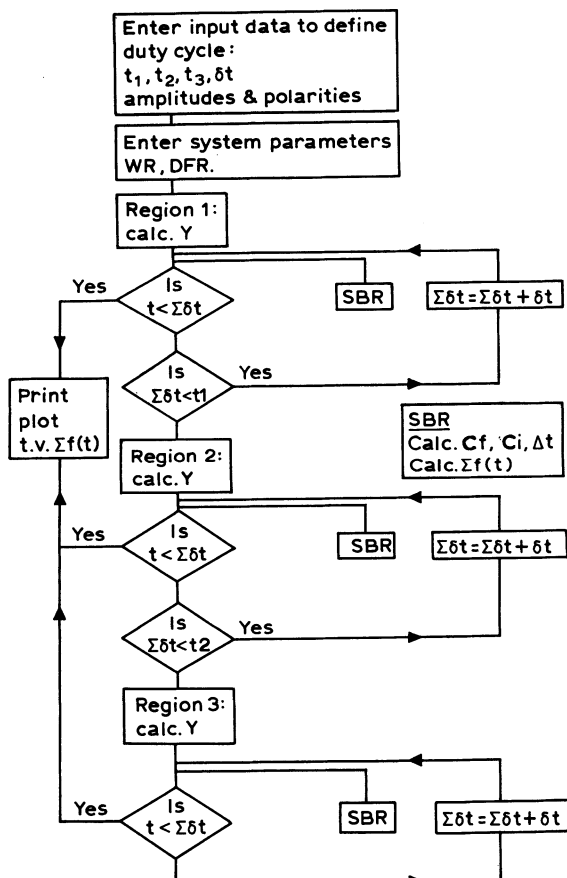 Enter input data to define
duty cycle:
t₁, t₂, t₃, δt
amplitudes & polarities
Enter system parameters
WR, DFR.
Region 1:
calc. Y
Yes
Is
t < Σδt
SBR
Σδt = Σδt + δt
Is
Σδt < t1
Yes
Print
plot
t.v. Σf(t)
SBR
Calc. Cf, Ci, Δt
Calc. Σf(t)
Region 2:
calc. Y
Yes
Is
t < Σδt
SBR
Σδt = Σδt + δt
Is
Σδt < t2
Yes
Region 3:
calc. Y
Yes
Is
t < Σδt
SBR
Σδt = Σδt + δt